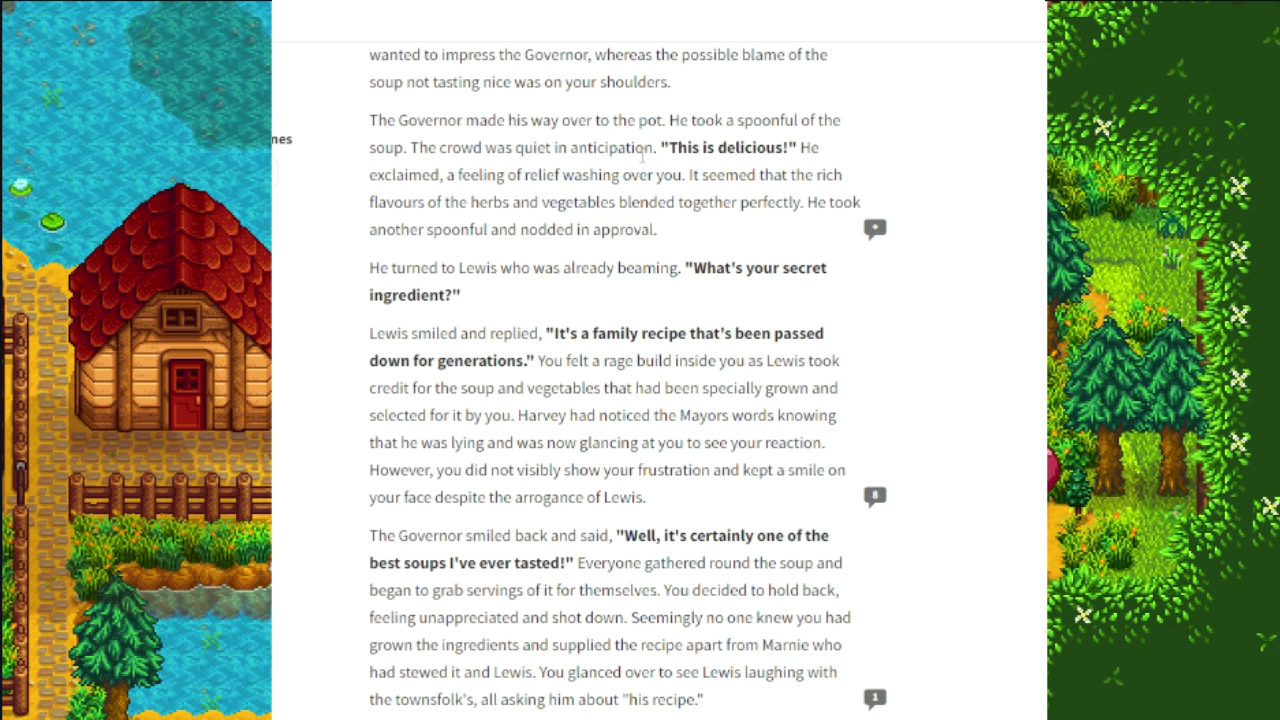 wanted to impress the Governor, whereas the possible blame of the
soup not tasting nice was on your shoulders.
The Governor made his way over to the pot. He took a spoonful of the
nes
soup. The crowd was quiet in anticipation. "This is delicious!" He
exclaimed, a feeling of relief washing over you. It seemed that the rich
flavours of the herbs and vegetables blended together perfectly. He took
another spoonful and nodded in approval.
+
He turned to Lewis who was already beaming. "What's your secret
ingredient?"
Lewis smiled and replied, "It's a family recipe that's been passed
down for generations." You felt a rage build inside you as Lewis took
credit for the soup and vegetables that had been specially grown and
selected for it by you. Harvey had noticed the Mayors words knowing
that he was lying and was now glancing at you to see your reaction.
However, you did not visibly show your frustration and kept a smile on
your face despite the arrogance of Lewis.
8
The Governor smiled back and said, "Well, it's certainly one of the
best soups I've ever tasted!" Everyone gathered round the soup and
began to grab servings of it for themselves. You decided to hold back,
feeling unappreciated and shot down. Seemingly no one knew you had
grown the ingredients and supplied the recipe apart from Marnie who
had stewed it and Lewis. You glanced over to see Lewis laughing with
the townsfolk's, all asking him about "his recipe."
1